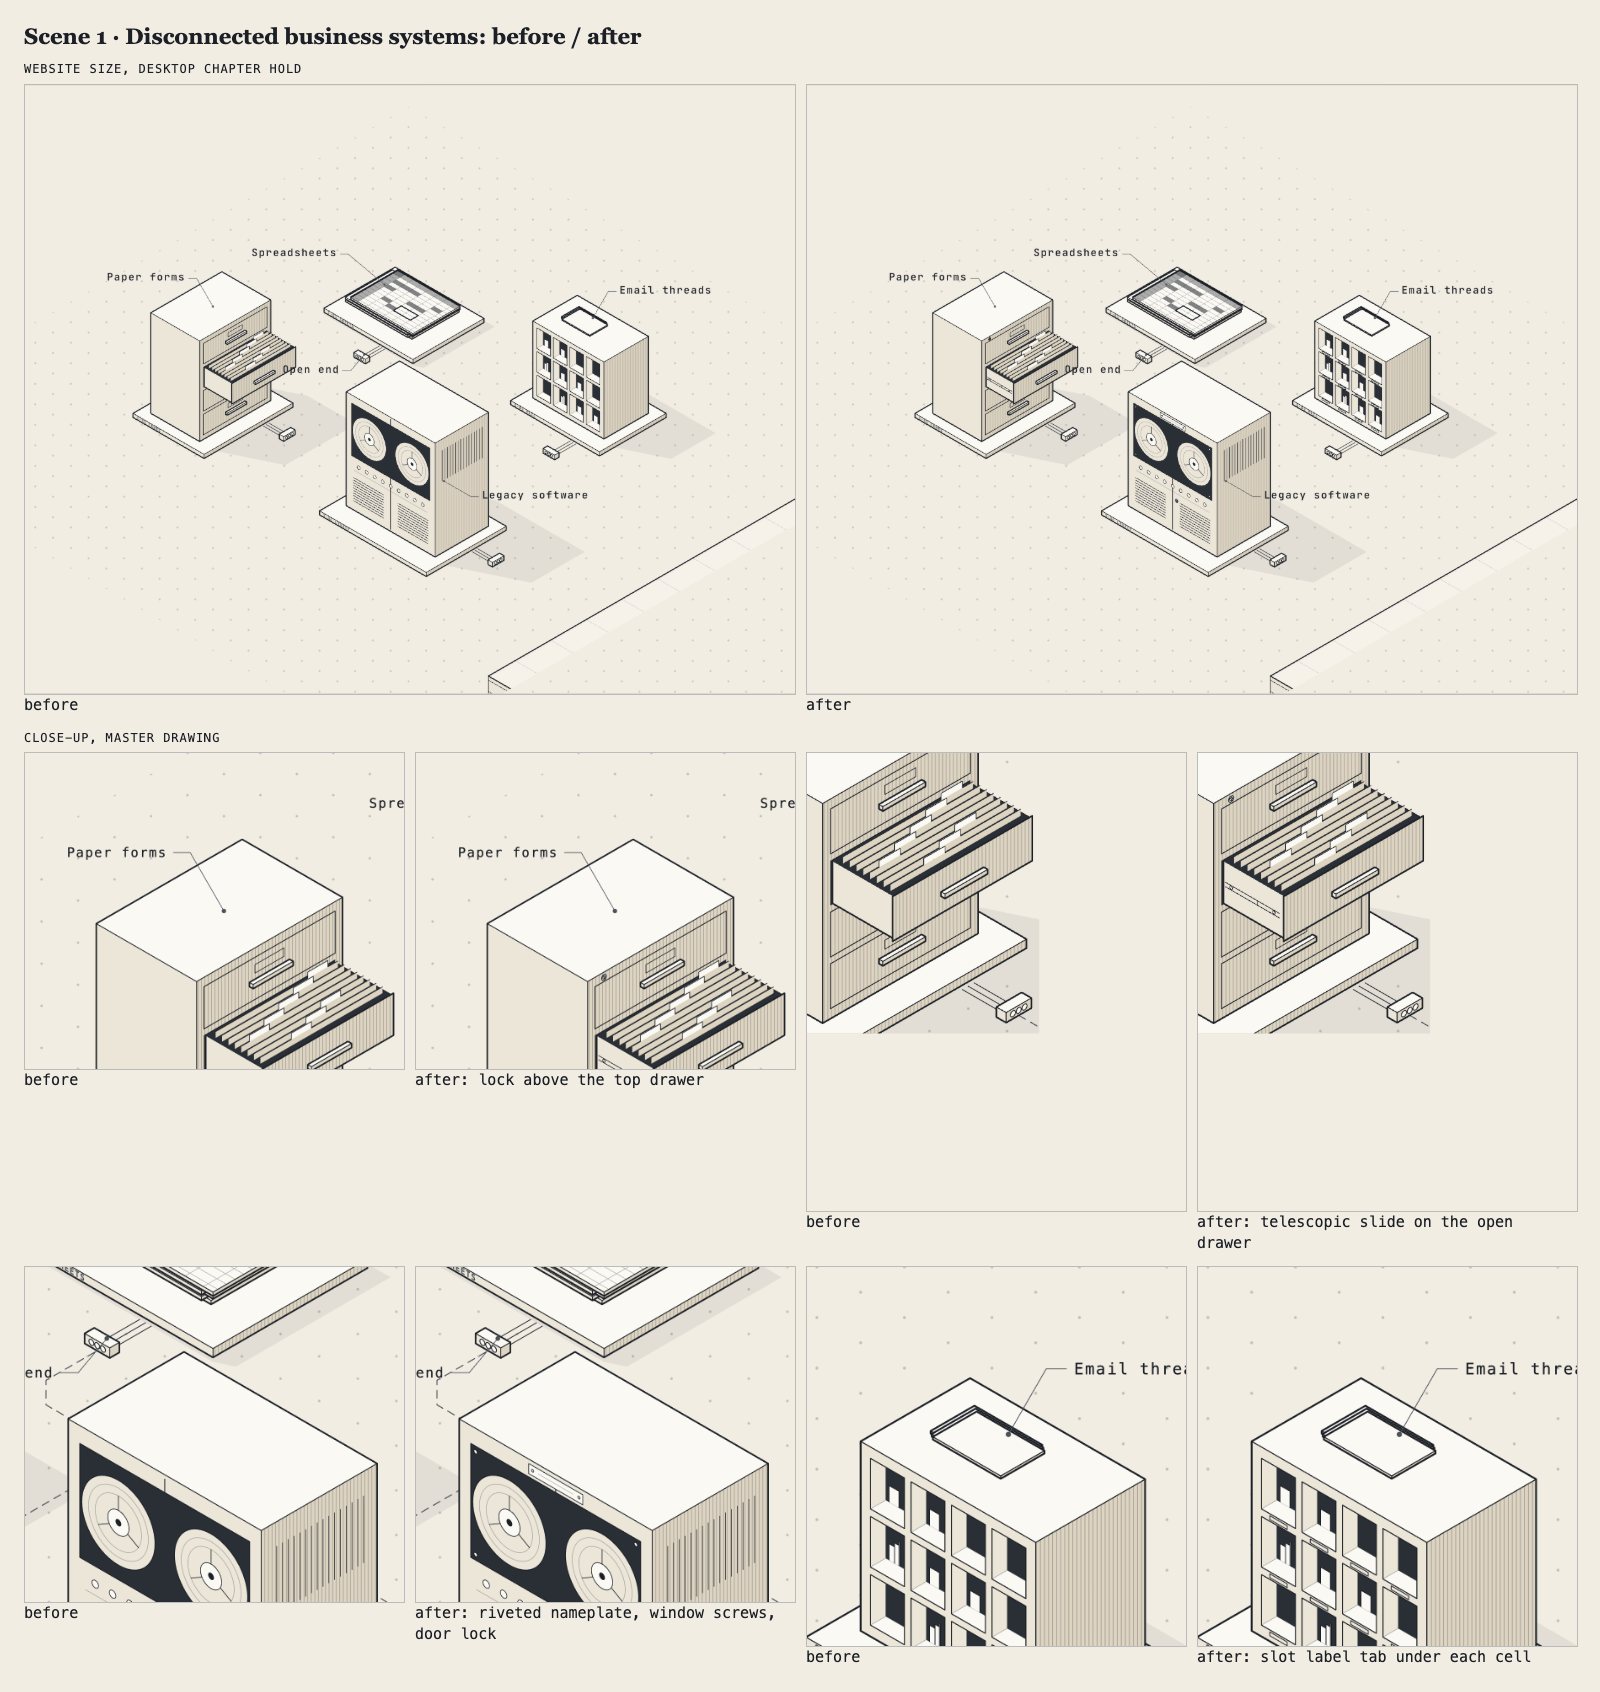 Scene 1 · Disconnected business systems: before / after
WEBSITE SIZE, DESKTOP CHAPTER HOLD
Spreadsheets
Paper forms
Email threads
Open end
Legacy software
before
Spreadsheets
Paper forms
Email threads
Open end
Legacy software
after
CLOSE-UP, MASTER DRAWING
Spre
Paper forms
before
Spre
Paper forms
after: lock above the top drawer
before
after: telescopic slide on the open
drawer
EETS
end
before
EETS
end
after: riveted nameplate, window screws,
door lock
Email threa
before
Email threa
after: slot label tab under each cell